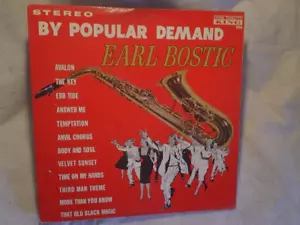 STEREO
KING
BY POPULAR DEMAND
EARL BOSTIC
AVALON
THE KEY
EBB TIDE
ANSWER ME
TEMPTATION
ANVIL CHORUS
BODY AND SOUL
VELVET SUNSET
TIME ON MY HANDS
THIRD MAN THEME
MORE THAN YOU KNOW
THAT OLD BLACK MAGIC